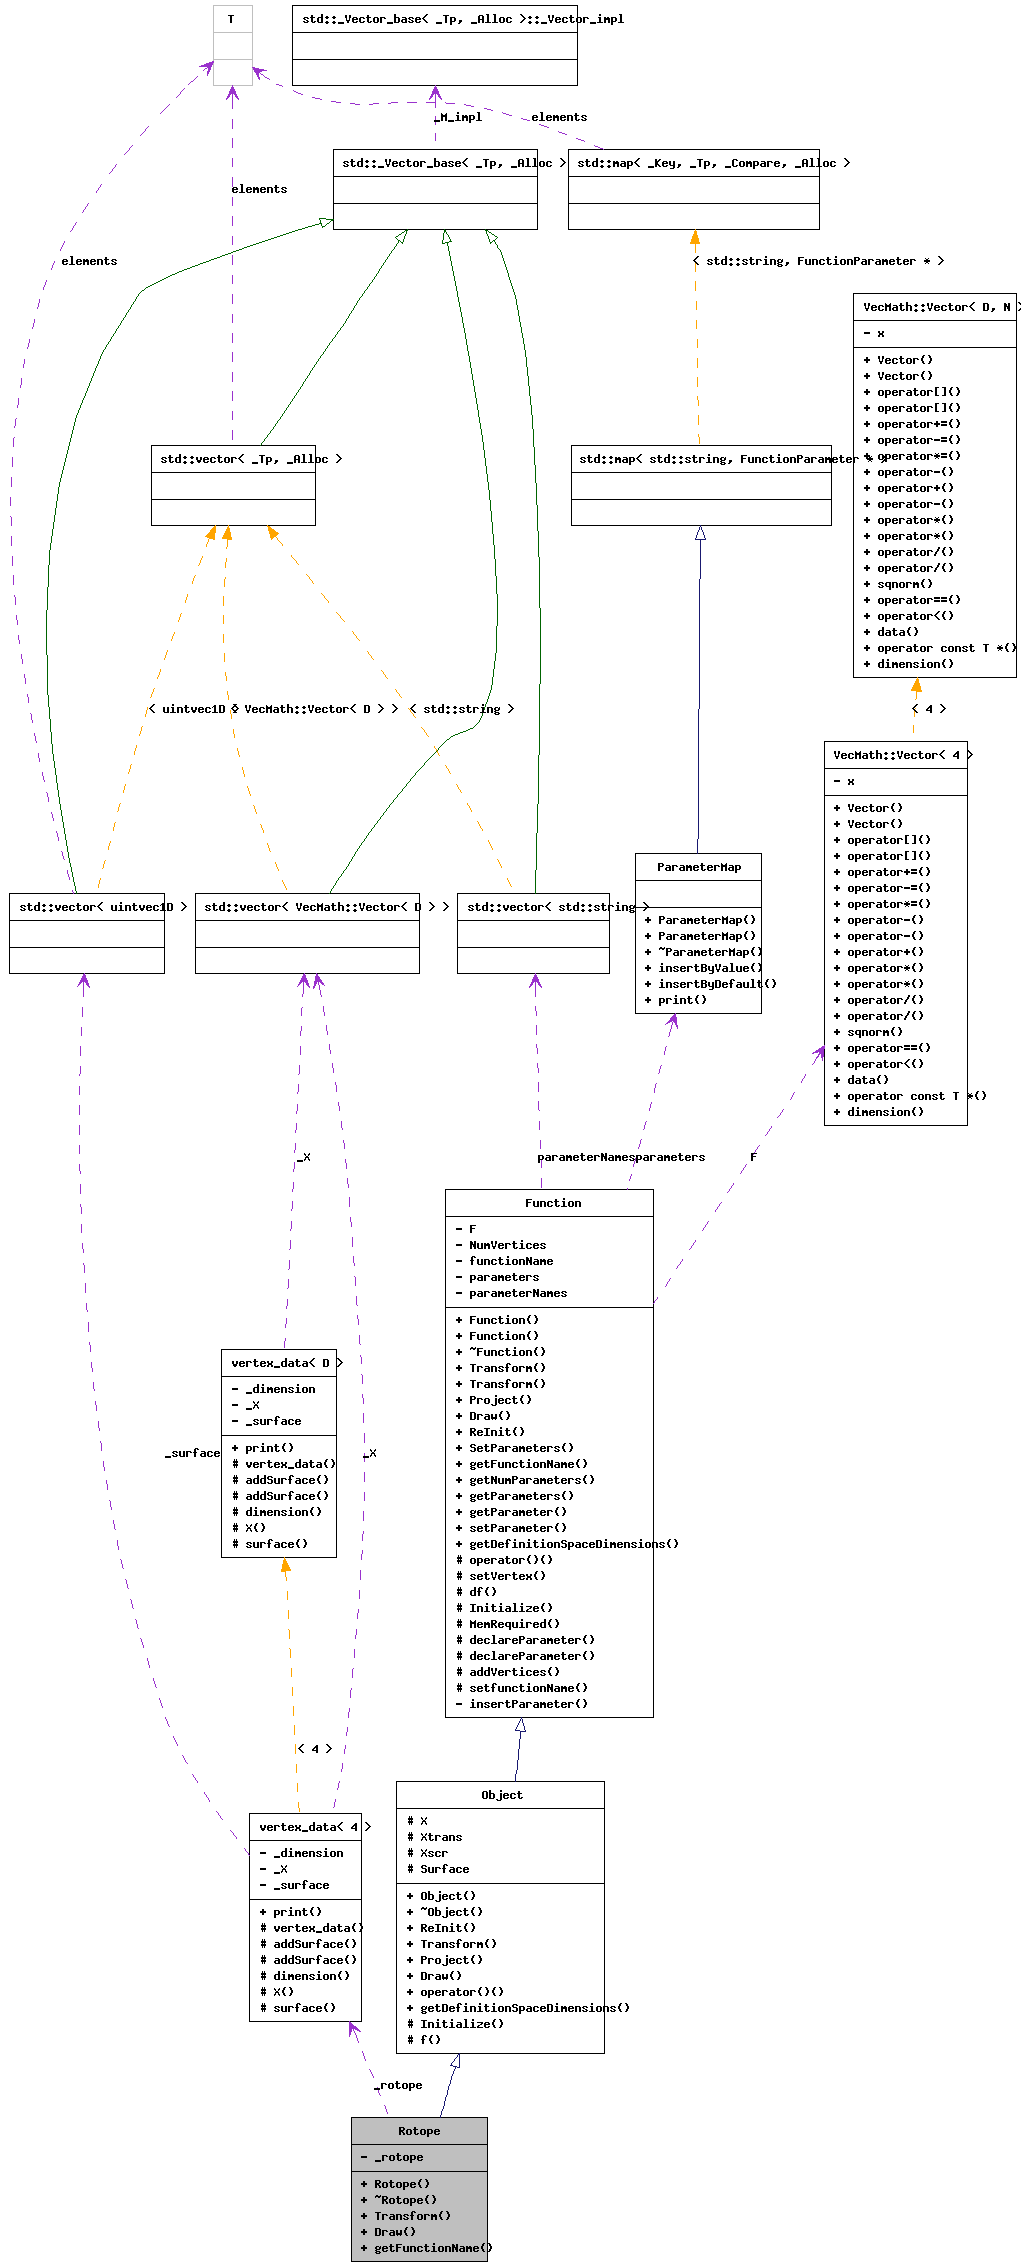 T
std::_Vector_base< _Tp, _Alloc >::_Vector_impl
_M_impl
elements
std::_Vector_base< _Tp, _Alloc >
std::map< _Key, _Tp, _Compare, _Alloc >
elements
elements
< std::string, FunctionParameter * >
VecMath::Vector< D, N >
- x
+ Vector()
+ Vector()
+ operator[]()
+ operator[]()
+ operator+=()
+ operator-=()
+ operator*=()
+ operator-()
+ operator+()
+ operator-()
+ operator*()
+ operator*()
+ operator/()
+ operator/()
+ sqnorm()
+ operator==()
+ operator<()
+ data()
+ operator const T *()
+ dimension()
std::vector< _Tp, _Alloc >
std::map< std::string, FunctionParameter * >
< uintvec1D >
< VecMath::Vector< D > >
< std::string >
< 4 >
VecMath::Vector< 4 >
- x
+ Vector()
+ Vector()
+ operator[]()
+ operator[]()
+ operator+=()
+ operator-=()
+ operator*=()
+ operator-()
+ operator-()
+ operator+()
+ operator*()
+ operator*()
+ operator/()
+ operator/()
+ sqnorm()
+ operator==()
+ operator<()
+ data()
+ operator const T *()
+ dimension()
std::vector< uintvec1D >
std::vector< VecMath::Vector< D > >
std::vector< std::string >
ParameterMap
+ ParameterMap()
+ ParameterMap()
+ ~ParameterMap()
+ insertByValue()
+ insertByDefault()
+ print()
_X
parameterNames
parameters
F
Function
- F
- NumVertices
- functionName
- parameters
- parameterNames
+ Function()
+ Function()
+ ~Function()
+ Transform()
+ Transform()
+ Project()
+ Draw()
+ ReInit()
+ SetParameters()
+ getFunctionName()
+ getNumParameters()
+ getParameters()
+ getParameter()
+ setParameter()
+ getDefinitionSpaceDimensions()
# operator()()
# setVertex()
# df()
# Initialize()
# MemRequired()
# declareParameter()
# declareParameter()
# addVertices()
# setfunctionName()
- insertParameter()
vertex_data< D >
- _dimension
- _X
- _surface
+ print()
# vertex_data()
# addSurface()
# addSurface()
# dimension()
# X()
# surface()
_surface
_X
< 4 >
Object
# X
# Xtrans
# Xscr
# Surface
+ Object()
+ ~Object()
+ ReInit()
+ Transform()
+ Project()
+ Draw()
+ operator()()
+ getDefinitionSpaceDimensions()
# Initialize()
# f()
vertex_data< 4 >
- _dimension
- _X
- _surface
+ print()
# vertex_data()
# addSurface()
# addSurface()
# dimension()
# X()
# surface()
_rotope
Rotope
- _rotope
+ Rotope()
+ ~Rotope()
+ Transform()
+ Draw()
+ getFunctionName()